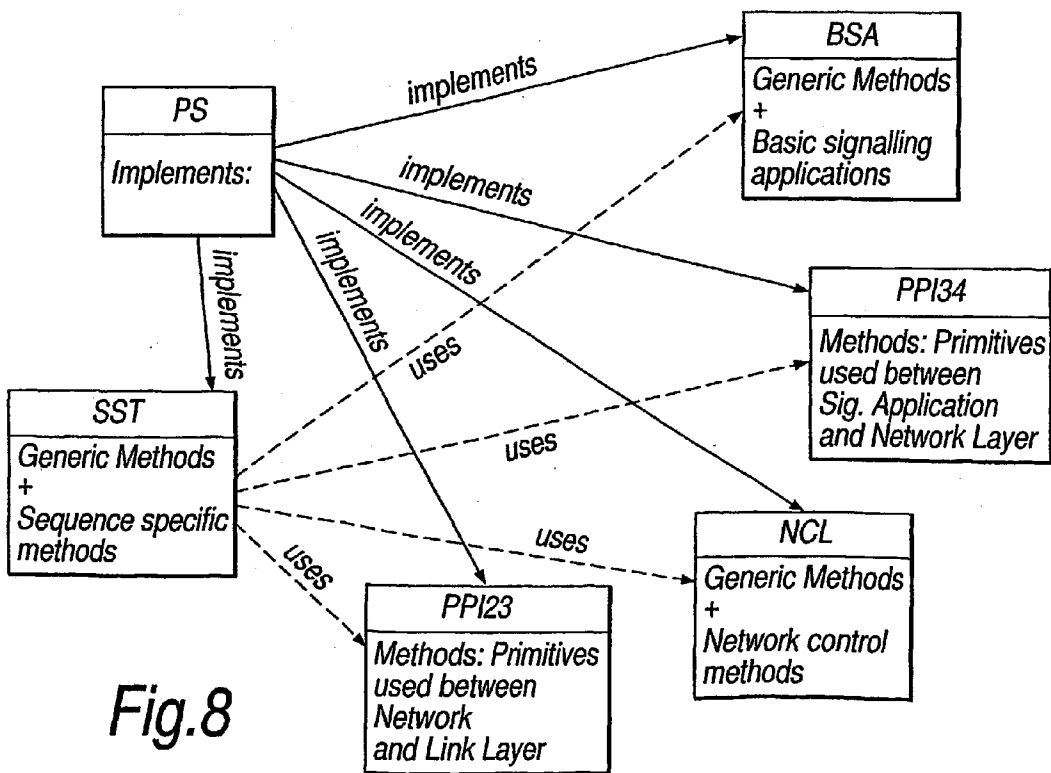 BSA
Generic Methods
+
Basic signalling
applications
implements
PS
Implements:
implements
implements
implements
implements
uses
PPI34
Methods: Primitives
used between
Sig. Application
and Network Layer
SST
Generic Methods
+
Sequence specific
methods
uses
uses
uses
NCL
Generic Methods
+
Network control
methods
PPI23
Methods: Primitives
used between
Network
and Link Layer
Fig.8